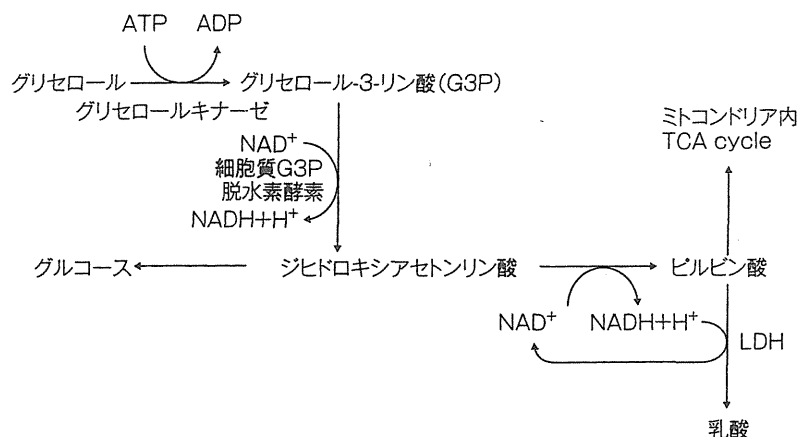 ATP ADP
グリセロール グリセロール-3-リン酸(G3P)
グリセロールキナーゼ
ミトコンドリア内
TCA cycle
NAD⁺
細胞質G3P
脱水素酵素
NADH+H⁺
グルコース ジヒドロキシアセトンリン酸 ピルビン酸
NAD⁺ NADH+H⁺
LDH
乳酸